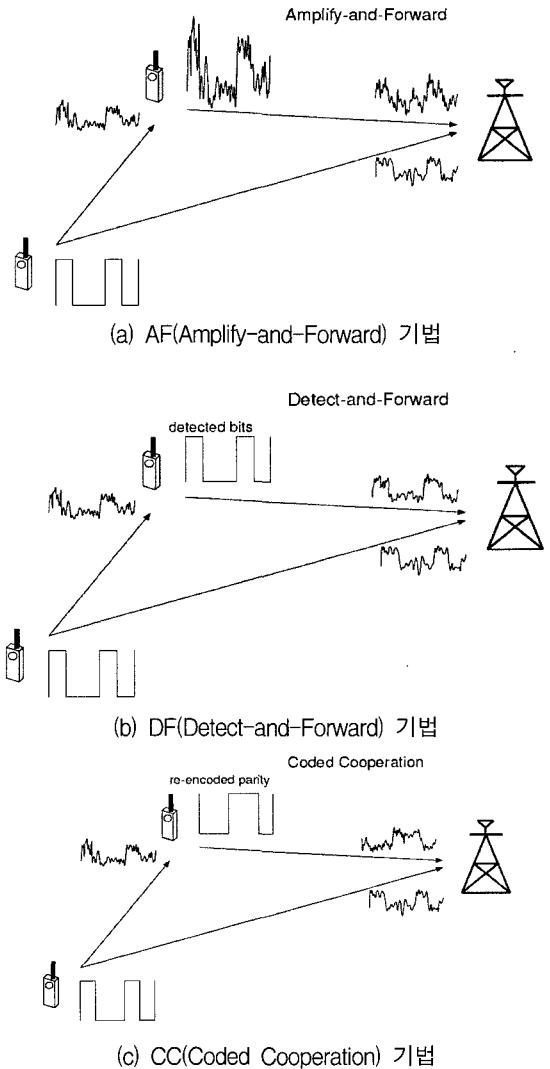 Amplify-and-Forward
(a) AF(Amplify-and-Forward) 기법
Detect-and-Forward
detected bits
(b) DF(Detect-and-Forward) 기법
Coded Cooperation
re-encoded parity
(c) CC(Coded Cooperation) 기법